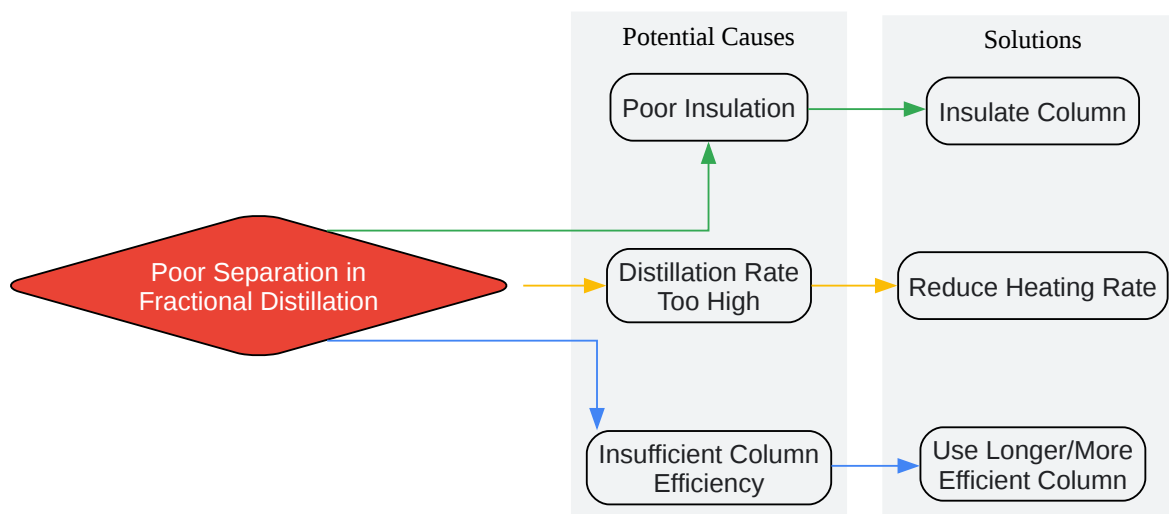 Potential Causes
Solutions
Poor Insulation
Insulate Column
Poor Separation in
Fractional Distillation
Distillation Rate
Too High
Reduce Heating Rate
Insufficient Column
Efficiency
Use Longer/More
Efficient Column